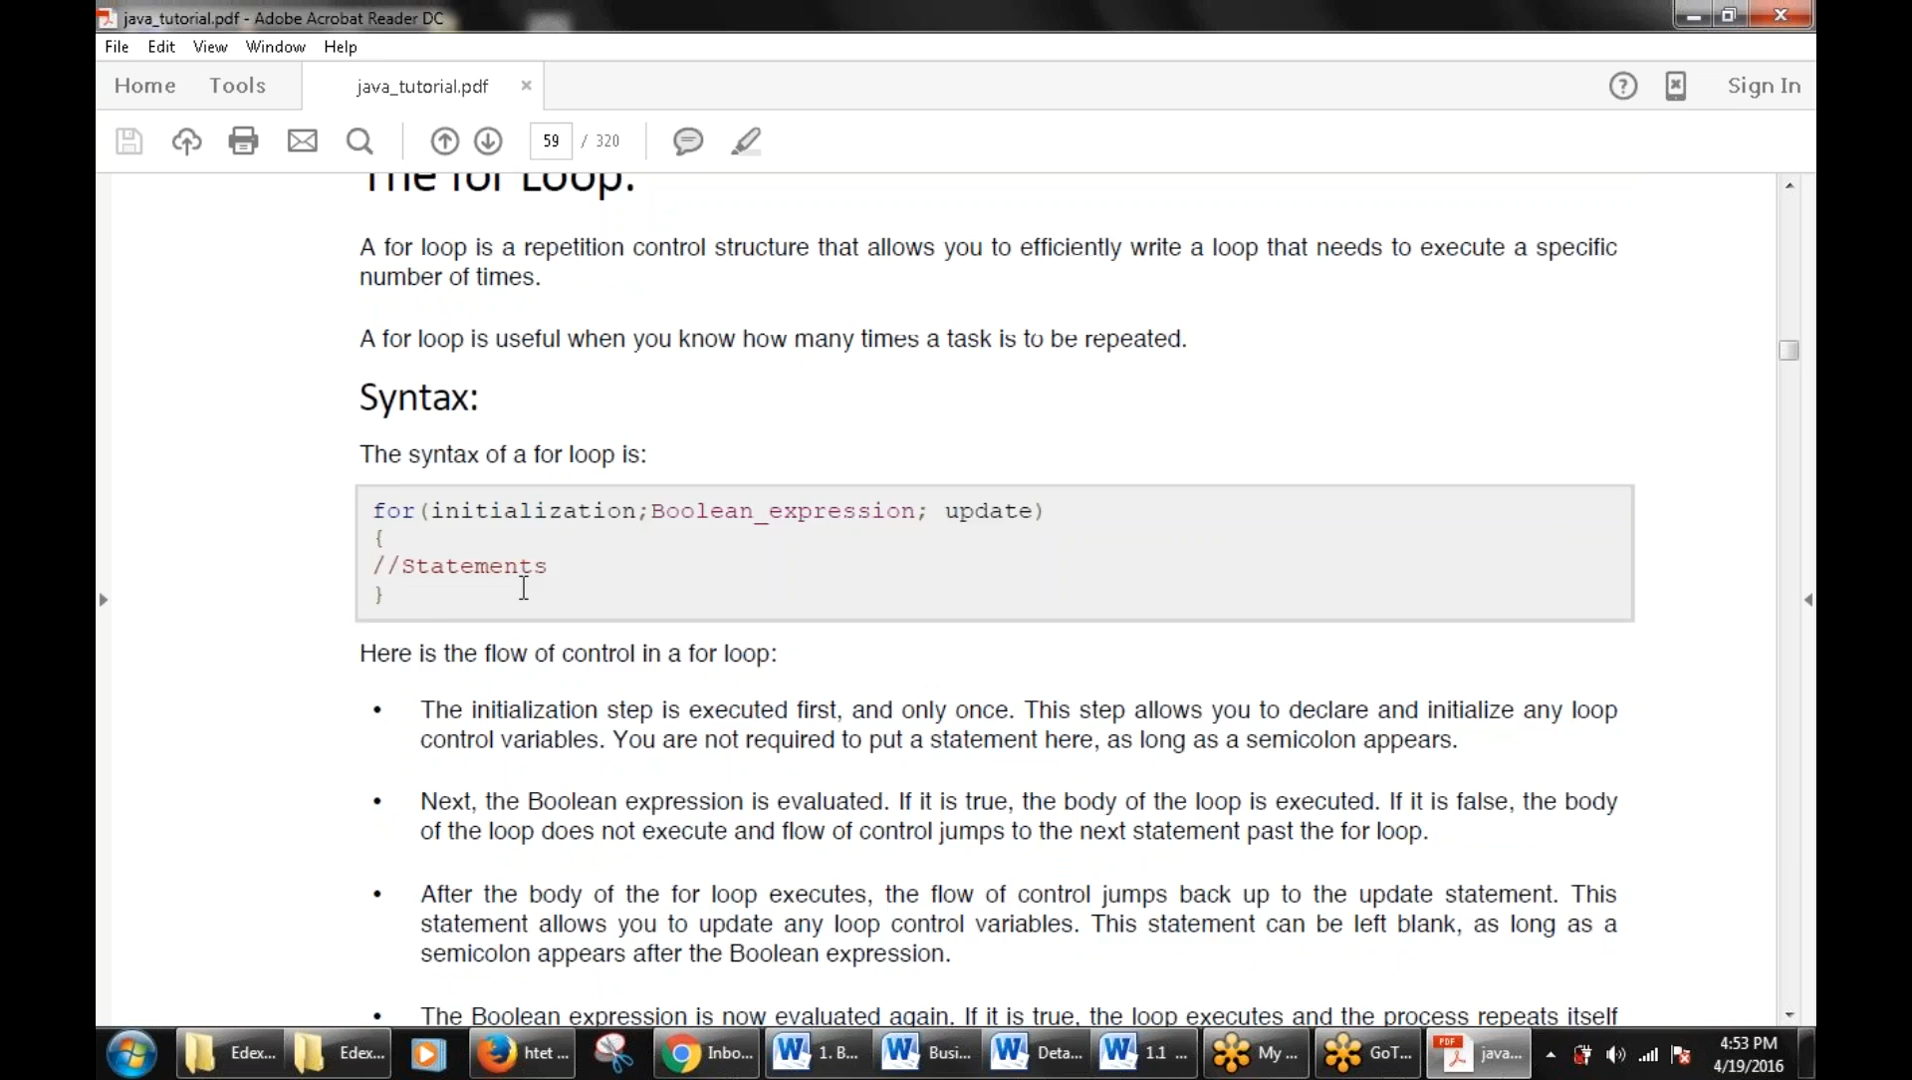 java_tutorial.pdf - Adobe Acrobat Reader DC
File Edit View Window Help
Home Tools java_tutorial.pdf × Sign In
59 / 320
The for Loop:
A for loop is a repetition control structure that allows you to efficiently write a loop that needs to execute a specific
number of times.
A for loop is useful when you know how many times a task is to be repeated.
Syntax:
The syntax of a for loop is:
for(initialization;Boolean_expression; update)
{
//Statements
}
Here is the flow of control in a for loop:
• The initialization step is executed first, and only once. This step allows you to declare and initialize any loop
control variables. You are not required to put a statement here, as long as a semicolon appears.
• Next, the Boolean expression is evaluated. If it is true, the body of the loop is executed. If it is false, the body
of the loop does not execute and flow of control jumps to the next statement past the for loop.
• After the body of the for loop executes, the flow of control jumps back up to the update statement. This
statement allows you to update any loop control variables. This statement can be left blank, as long as a
semicolon appears after the Boolean expression.
• The Boolean expression is now evaluated again. If it is true, the loop executes and the process repeats itself
Edex... Edex... htet ... Inbo... 1. B... Busi... Deta... 1.1 ... My ... GoT... PDF java... 4:53 PM
4/19/2016